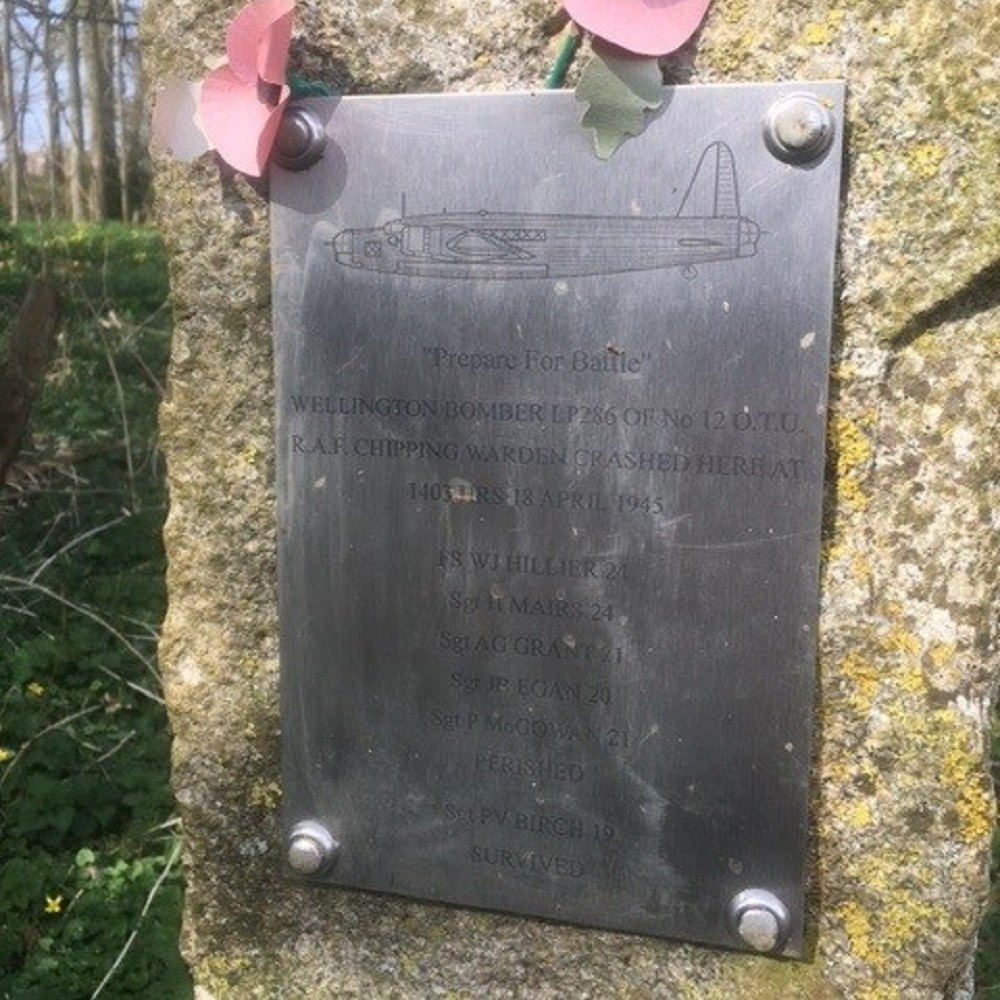 "Prepare For Battle"
WELLINGTON BOMBER LP286 OF No 12 O.T.U.
R.A.F. CHIPPING WARDEN CRASHED HERE AT
1403 HRS 18 APRIL 1945
FS WJ HILLIER 21
Sgt H MAIRS 24
Sgt AG GRANT 21
Sgt JP EGAN 20
Sgt P McGOWAN 21
PERISHED
Sgt PV BIRCH 19
SURVIVED